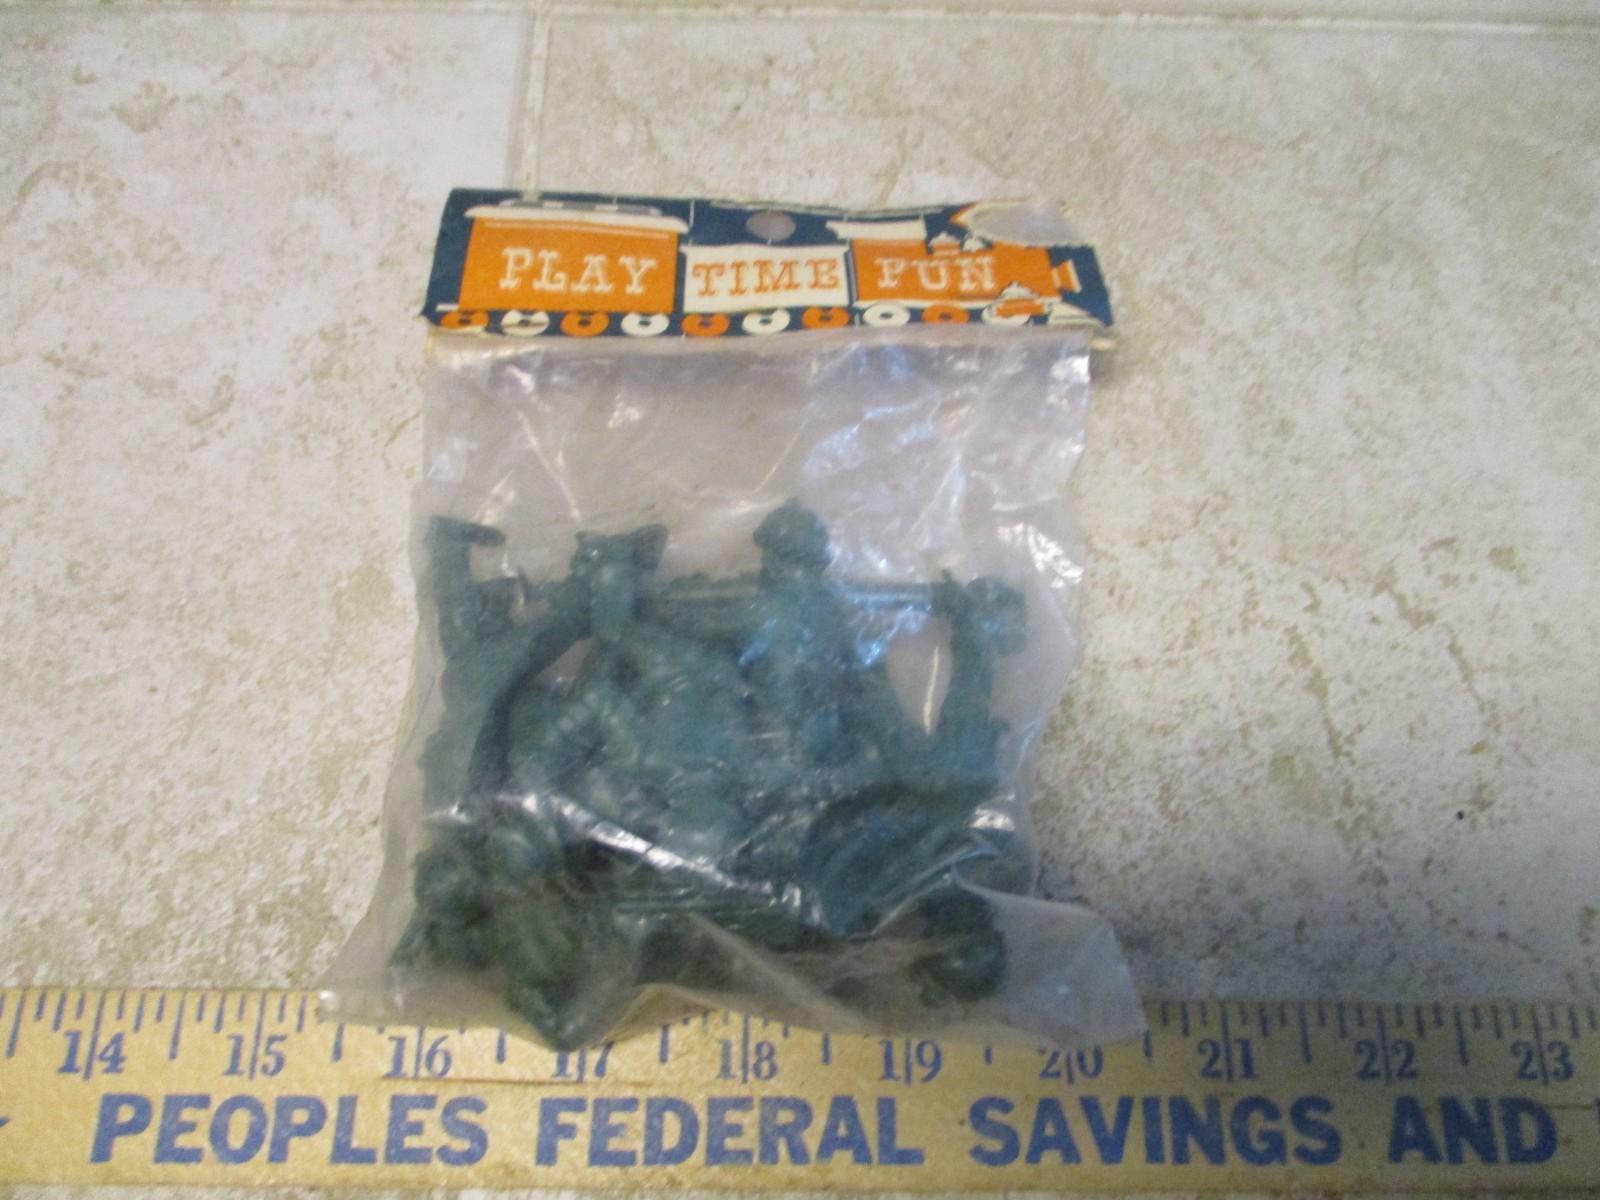 PLAY TIME FUN
14 15 16 17 18 19 20 21 22 23
PEOPLES FEDERAL SAVINGS AND